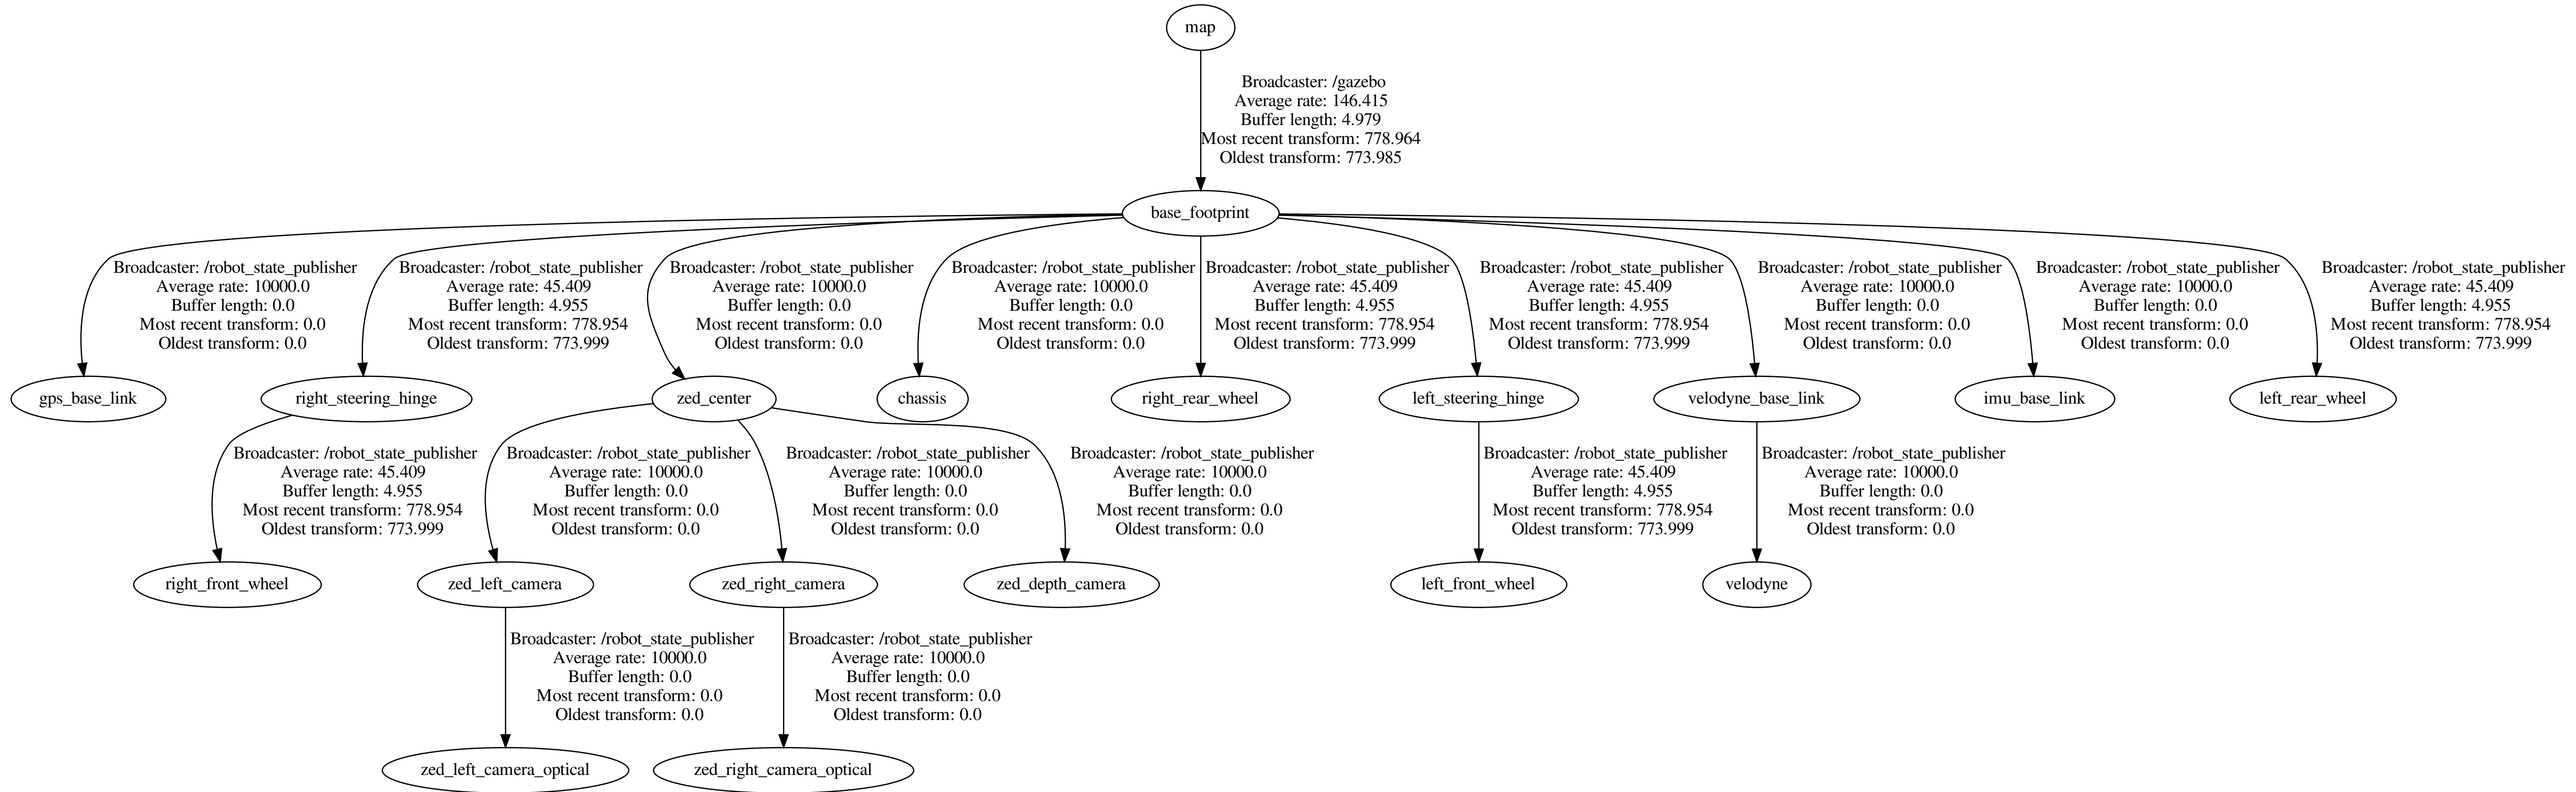 map
Broadcaster: /gazebo
Average rate: 146.415
Buffer length: 4.979
Most recent transform: 778.964
Oldest transform: 773.985
base_footprint
Broadcaster: /robot_state_publisher
Average rate: 10000.0
Buffer length: 0.0
Most recent transform: 0.0
Oldest transform: 0.0
Broadcaster: /robot_state_publisher
Average rate: 45.409
Buffer length: 4.955
Most recent transform: 778.954
Oldest transform: 773.999
Broadcaster: /robot_state_publisher
Average rate: 10000.0
Buffer length: 0.0
Most recent transform: 0.0
Oldest transform: 0.0
Broadcaster: /robot_state_publisher
Average rate: 10000.0
Buffer length: 0.0
Most recent transform: 0.0
Oldest transform: 0.0
Broadcaster: /robot_state_publisher
Average rate: 45.409
Buffer length: 4.955
Most recent transform: 778.954
Oldest transform: 773.999
Broadcaster: /robot_state_publisher
Average rate: 45.409
Buffer length: 4.955
Most recent transform: 778.954
Oldest transform: 773.999
Broadcaster: /robot_state_publisher
Average rate: 10000.0
Buffer length: 0.0
Most recent transform: 0.0
Oldest transform: 0.0
Broadcaster: /robot_state_publisher
Average rate: 10000.0
Buffer length: 0.0
Most recent transform: 0.0
Oldest transform: 0.0
Broadcaster: /robot_state_publisher
Average rate: 45.409
Buffer length: 4.955
Most recent transform: 778.954
Oldest transform: 773.999
gps_base_link
right_steering_hinge
zed_center
chassis
right_rear_wheel
left_steering_hinge
velodyne_base_link
imu_base_link
left_rear_wheel
Broadcaster: /robot_state_publisher
Average rate: 45.409
Buffer length: 4.955
Most recent transform: 778.954
Oldest transform: 773.999
Broadcaster: /robot_state_publisher
Average rate: 10000.0
Buffer length: 0.0
Most recent transform: 0.0
Oldest transform: 0.0
Broadcaster: /robot_state_publisher
Average rate: 10000.0
Buffer length: 0.0
Most recent transform: 0.0
Oldest transform: 0.0
Broadcaster: /robot_state_publisher
Average rate: 10000.0
Buffer length: 0.0
Most recent transform: 0.0
Oldest transform: 0.0
Broadcaster: /robot_state_publisher
Average rate: 45.409
Buffer length: 4.955
Most recent transform: 778.954
Oldest transform: 773.999
Broadcaster: /robot_state_publisher
Average rate: 10000.0
Buffer length: 0.0
Most recent transform: 0.0
Oldest transform: 0.0
right_front_wheel
zed_left_camera
zed_right_camera
zed_depth_camera
left_front_wheel
velodyne
Broadcaster: /robot_state_publisher
Average rate: 10000.0
Buffer length: 0.0
Most recent transform: 0.0
Oldest transform: 0.0
Broadcaster: /robot_state_publisher
Average rate: 10000.0
Buffer length: 0.0
Most recent transform: 0.0
Oldest transform: 0.0
zed_left_camera_optical
zed_right_camera_optical